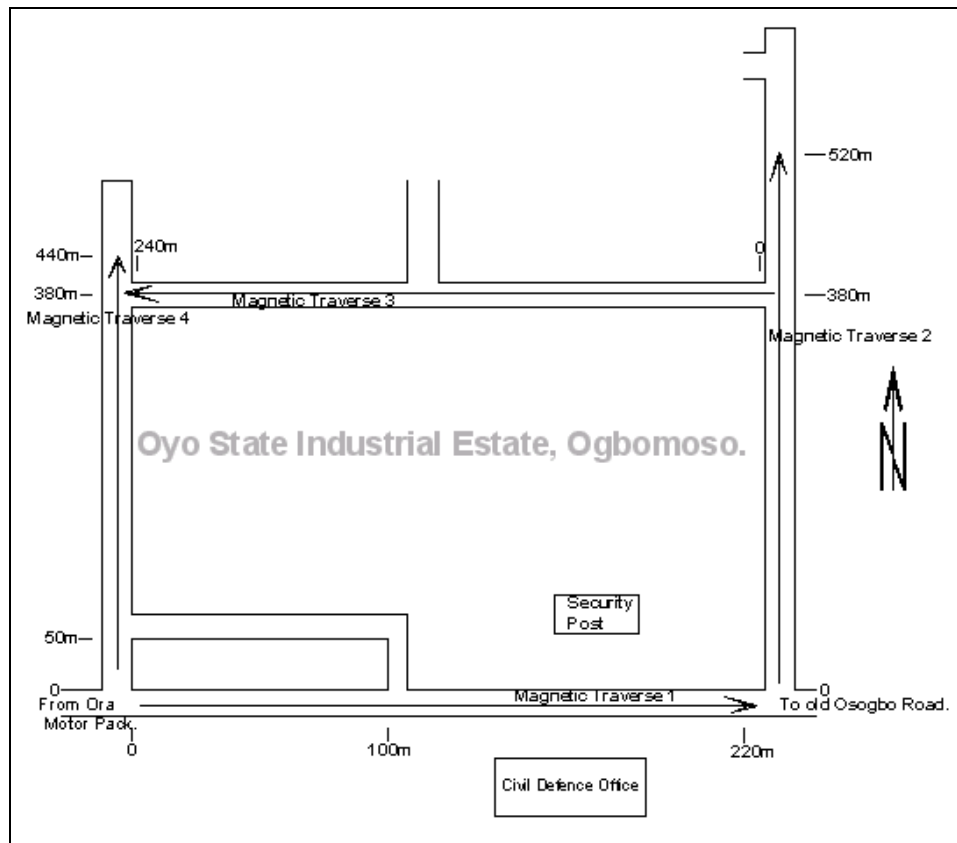 520m
440m
240m
0
380m
Magnetic Traverse 3
380m
Magnetic Traverse 4
Magnetic Traverse 2
N
Oyo State Industrial Estate, Ogbomoso.
Security
Post
50m
0
Magnetic Traverse 1
0
From Ora
Motor Pack.
To old Osogbo Road.
0
100m
220m
Civil Defence Office